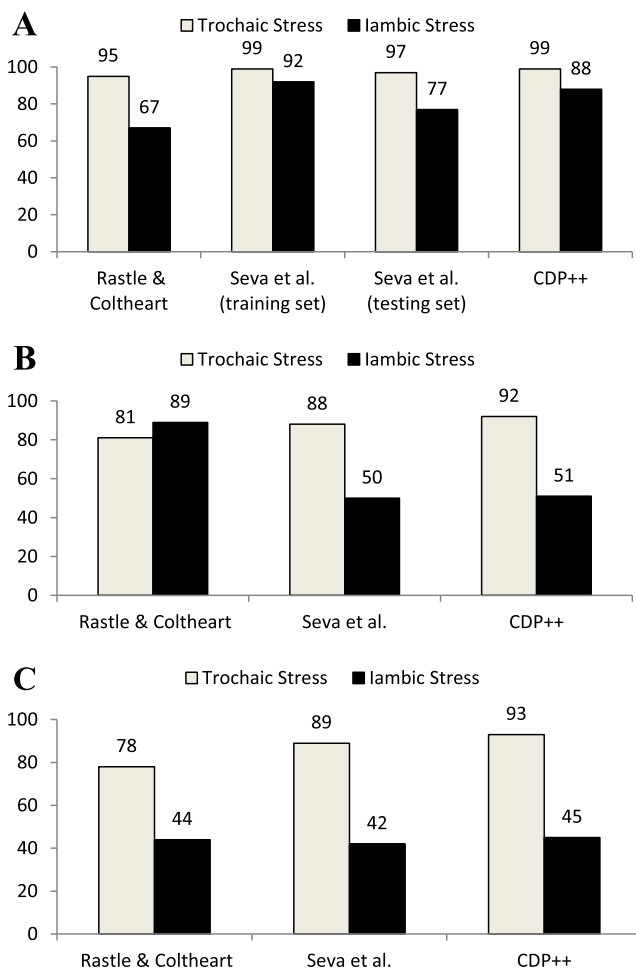 A
Trochaic Stress Iambic Stress
95 67 99 92 97 77 99 88
100
80
60
40
20
0
Rastle & Seva et al. Seva et al. CDP++
Coltheart (training set) (testing set)
B
Trochaic Stress Iambic Stress
81 89 88 50 92 51
100
80
60
40
20
0
Rastle & Coltheart Seva et al. CDP++
C
Trochaic Stress Iambic Stress
78 44 89 42 93 45
100
80
60
40
20
0
Rastle & Coltheart Seva et al. CDP++